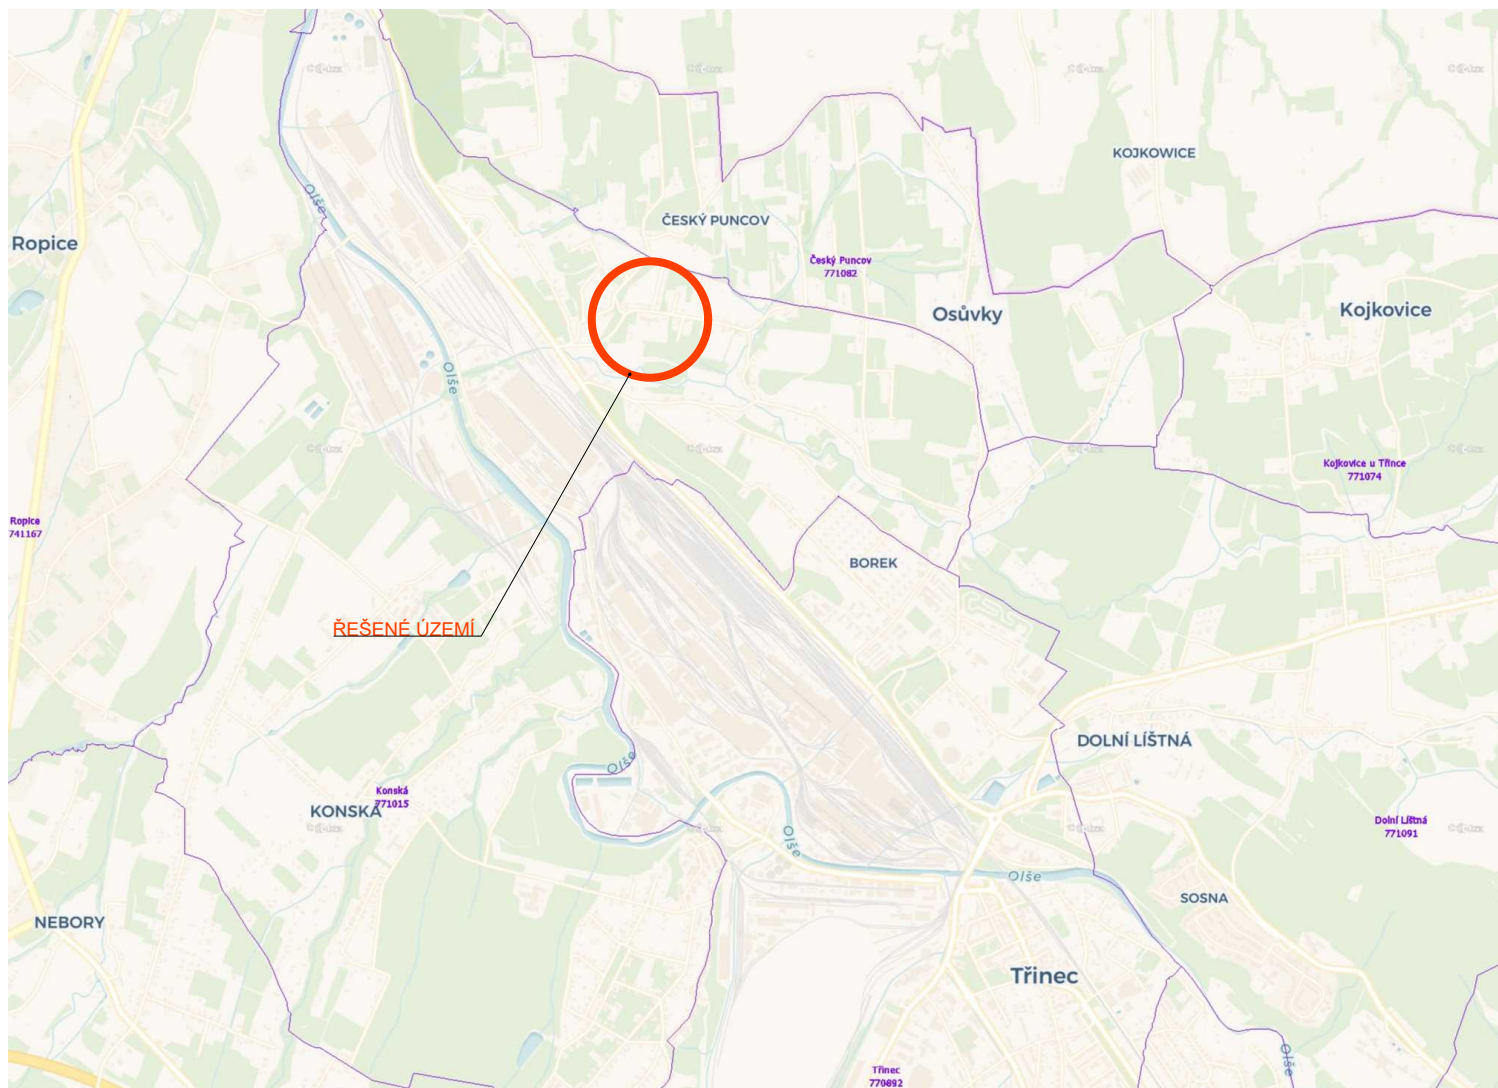 KOJKOWICE
ČESKÝ PUNCOV
Ropice
Olše
Český Puncov
771082
Osůvky
Kojkovice
Olše
Kojkovice u Třince
771074
Ropice
741167
BOREK
ŘEŠENÉ ÚZEMÍ
DOLNÍ LÍŠTNÁ
Olše
Konská
771015
KONSKÁ
Dolní Líštná
771091
Olše
Olše
SOSNA
NEBORY
Třinec
Olše
Třinec
770892